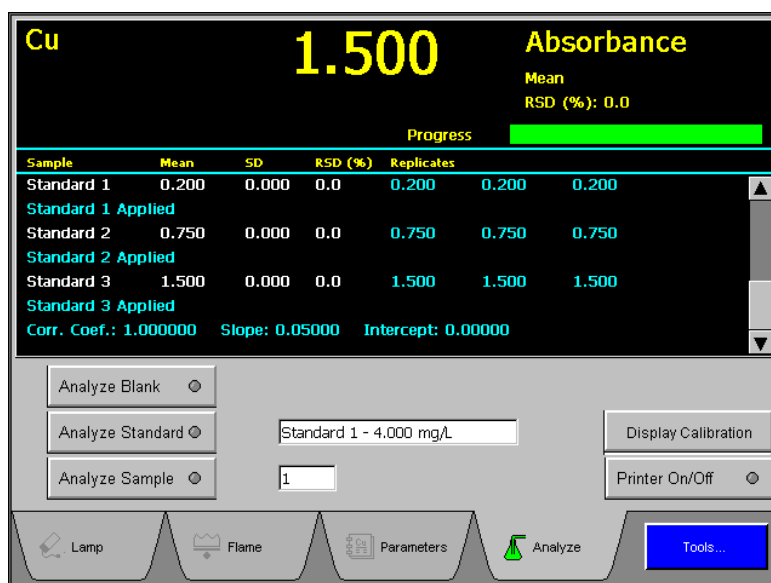 Cu 1.500 Absorbance
Mean
RSD (%): 0.0
Progress
Sample Mean SD RSD (%) Replicates
Standard 1 0.200 0.000 0.0 0.200 0.200 0.200
Standard 1 Applied
Standard 2 0.750 0.000 0.0 0.750 0.750 0.750
Standard 2 Applied
Standard 3 1.500 0.000 0.0 1.500 1.500 1.500
Standard 3 Applied
Corr. Coef.: 1.000000 Slope: 0.05000 Intercept: 0.00000
Analyze Blank
Analyze Standard Standard 1 - 4.000 mg/L Display Calibration
Analyze Sample 1 Printer On/Off
Lamp Flame Parameters Analyze Tools...